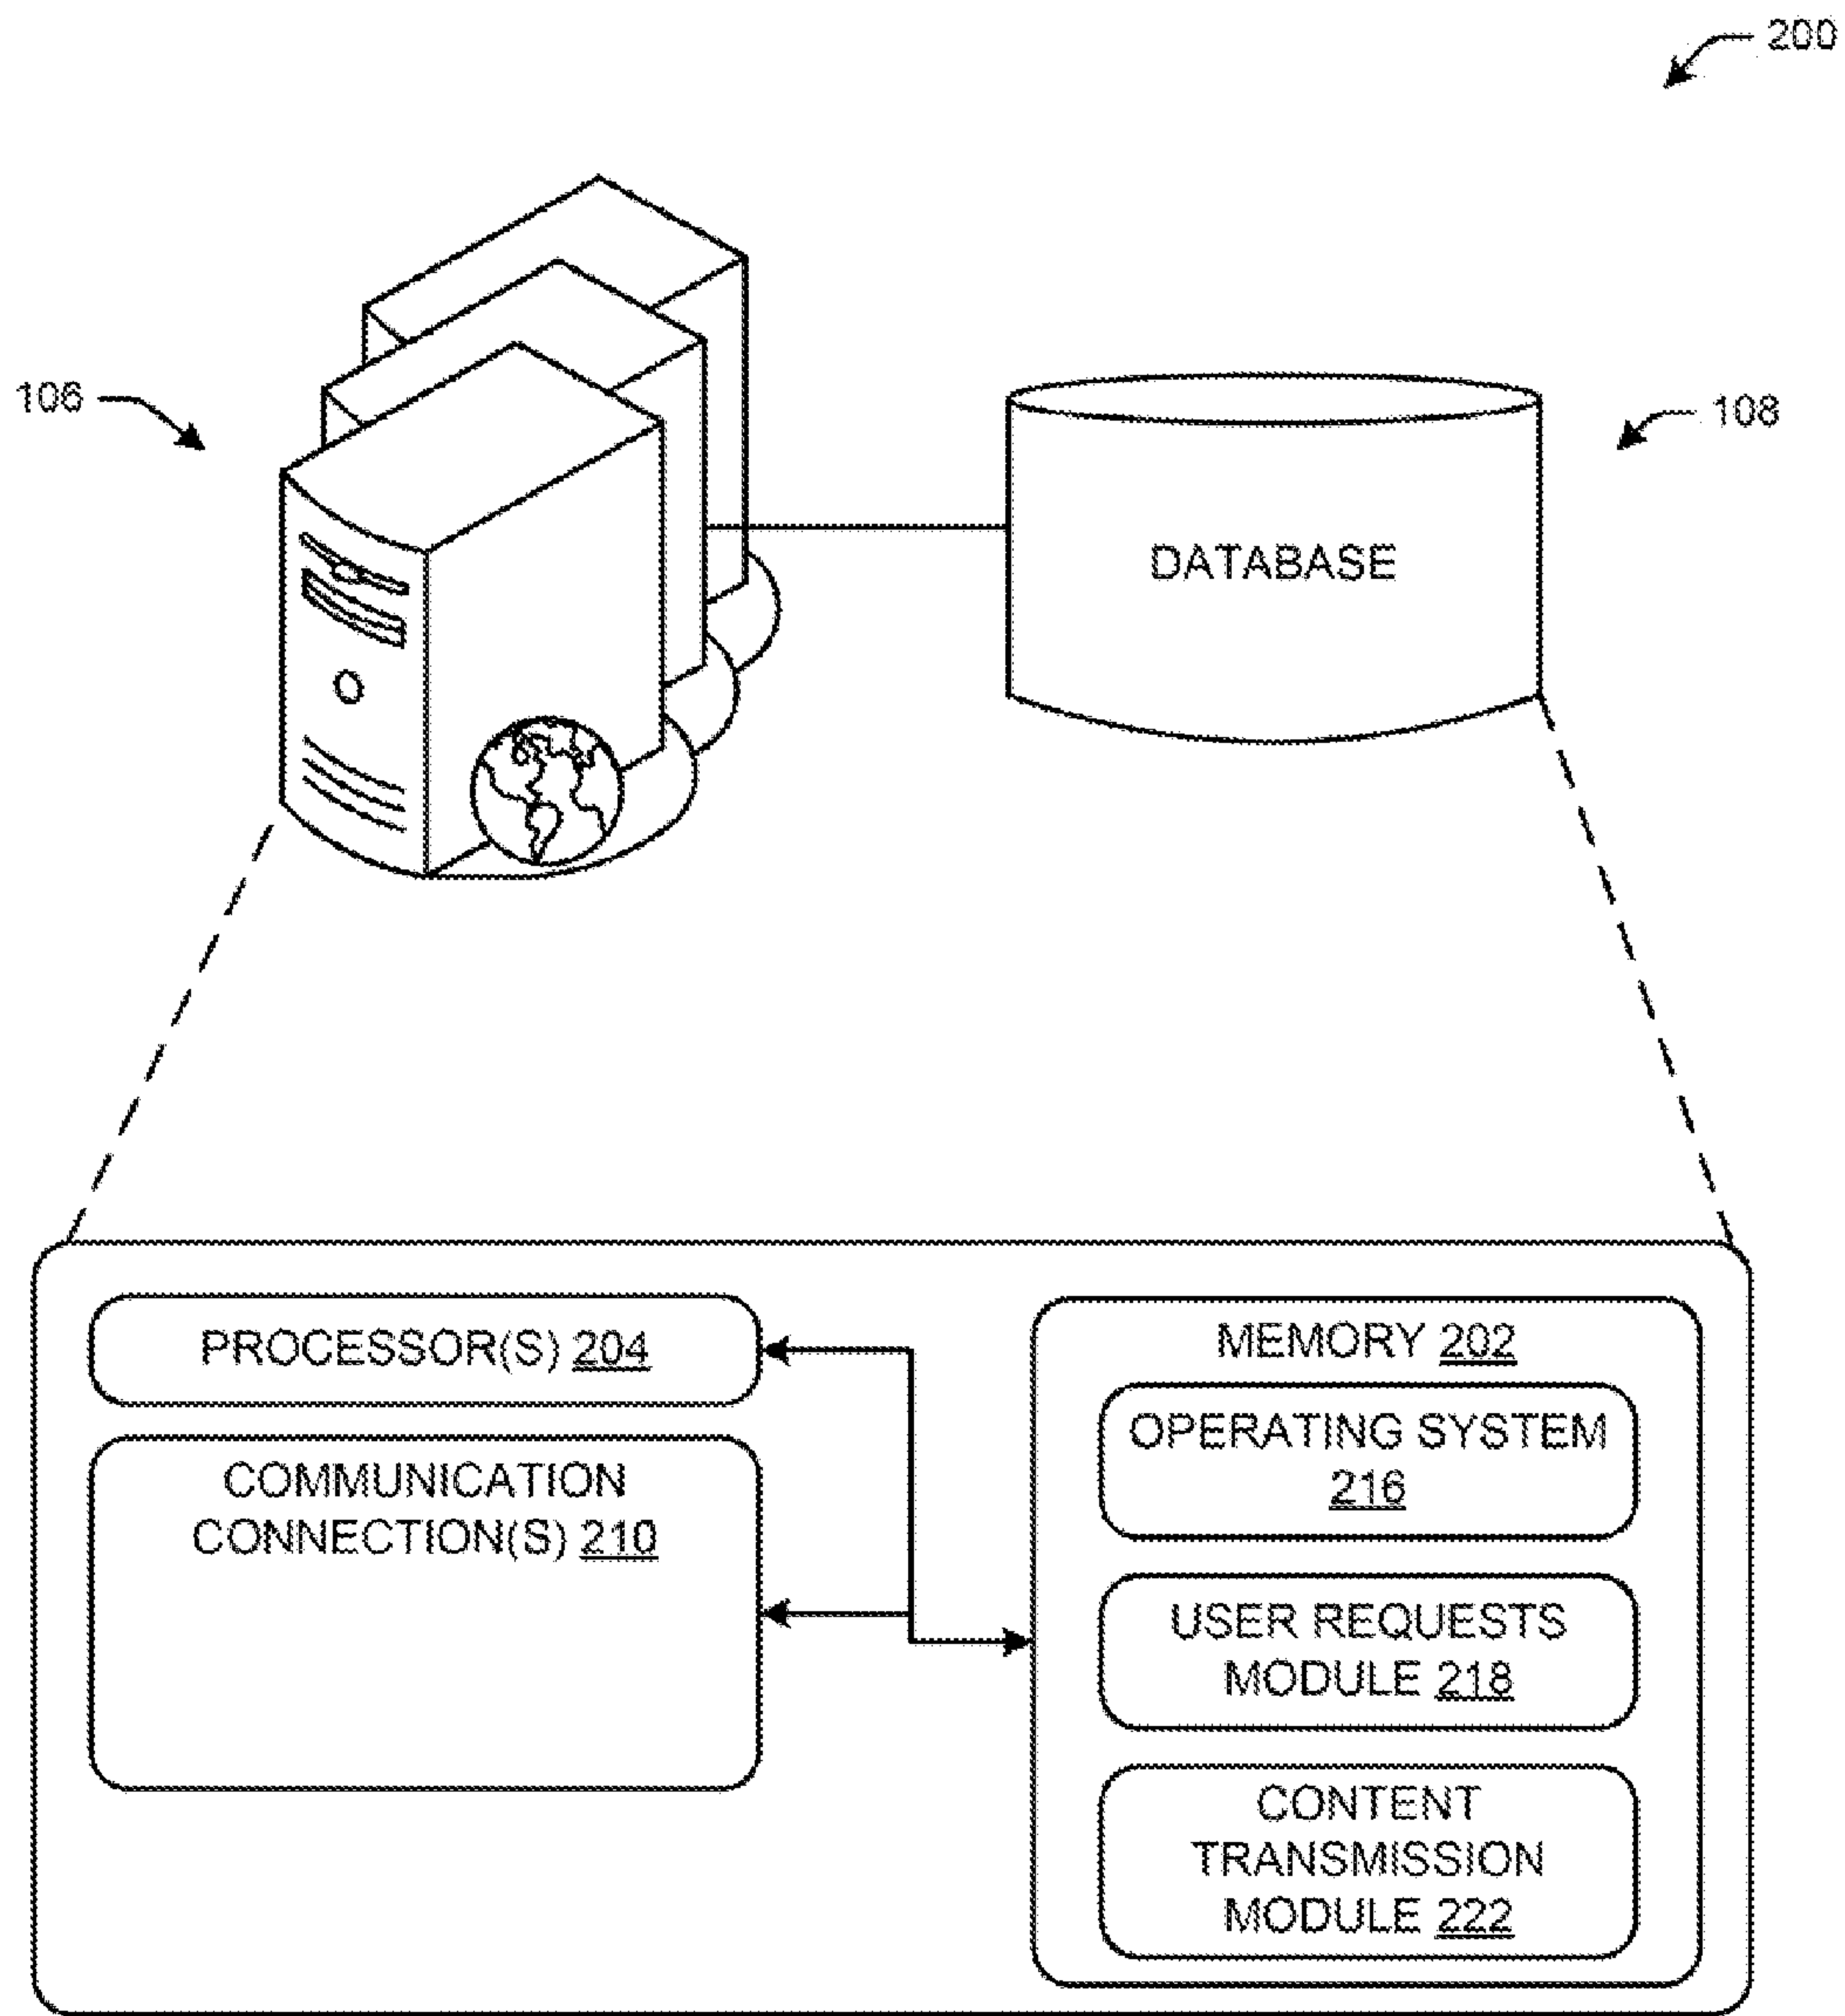 200
106
108
DATABASE
PROCESSOR(S) 204
COMMUNICATION
CONNECTION(S) 210
MEMORY 202
OPERATING SYSTEM
216
USER REQUESTS
MODULE 218
CONTENT
TRANSMISSION
MODULE 222